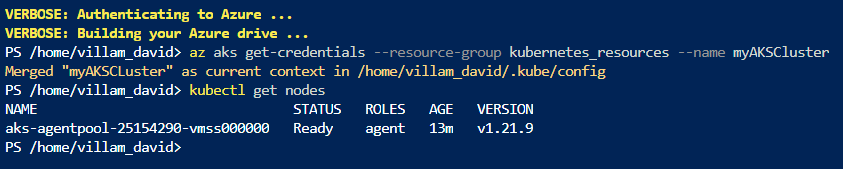 VERBOSE: Authenticating to Azure ...
VERBOSE: Building your Azure drive ...
PS /home/villam_david> az aks get-credentials --resource-group kubernetes_resources --name myAKSCluster
Merged "myAKSCLuster" as current context in /home/villam_david/.kube/config
PS /home/villam_david> kubectl get nodes
NAME STATUS ROLES AGE VERSION
aks-agentpool-25154290-vmss000000 Ready agent 13m v1.21.9
PS /home/villam_david>